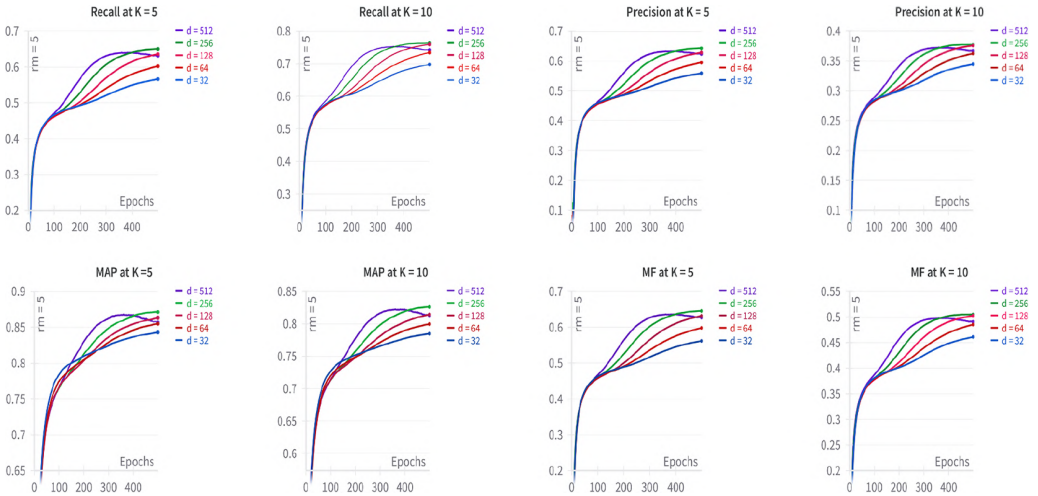 Recall at K = 5
0.7
0.6
0.5
0.4
0.3
0.2
rm = 5
Epochs
0 100 200 300 400
d = 512
d = 256
d = 128
d = 64
d = 32
Recall at K = 10
0.8
0.7
0.6
0.5
0.4
0.3
rm = 5
Epochs
0 100 200 300 400
d = 512
d = 256
d = 128
d = 64
d = 32
Precision at K = 5
0.7
0.6
0.5
0.4
0.3
0.2
0.1
rm = 5
Epochs
0 100 200 300 400
d = 512
d = 256
d = 128
d = 64
d = 32
Precision at K = 10
0.4
0.35
0.3
0.25
0.2
0.15
0.1
rm = 5
Epochs
0 100 200 300 400
d = 512
d = 256
d = 128
d = 64
d = 32
MAP at K =5
0.9
0.85
0.8
0.75
0.7
0.65
rm = 5
Epochs
0 100 200 300 400
d = 512
d = 256
d = 128
d = 64
d = 32
MAP at K = 10
0.85
0.8
0.75
0.7
0.65
0.6
rm = 5
Epochs
0 100 200 300 400
d = 512
d = 256
d = 128
d = 64
d = 32
MF at K = 5
0.7
0.6
0.5
0.4
0.3
0.2
rm = 5
Epochs
0 100 200 300 400
d = 512
d = 256
d = 128
d = 64
d = 32
MF at K = 10
0.55
0.5
0.45
0.4
0.35
0.3
0.25
0.2
rm = 5
Epochs
0 100 200 300 400
d = 512
d = 256
d = 128
d = 64
d = 32